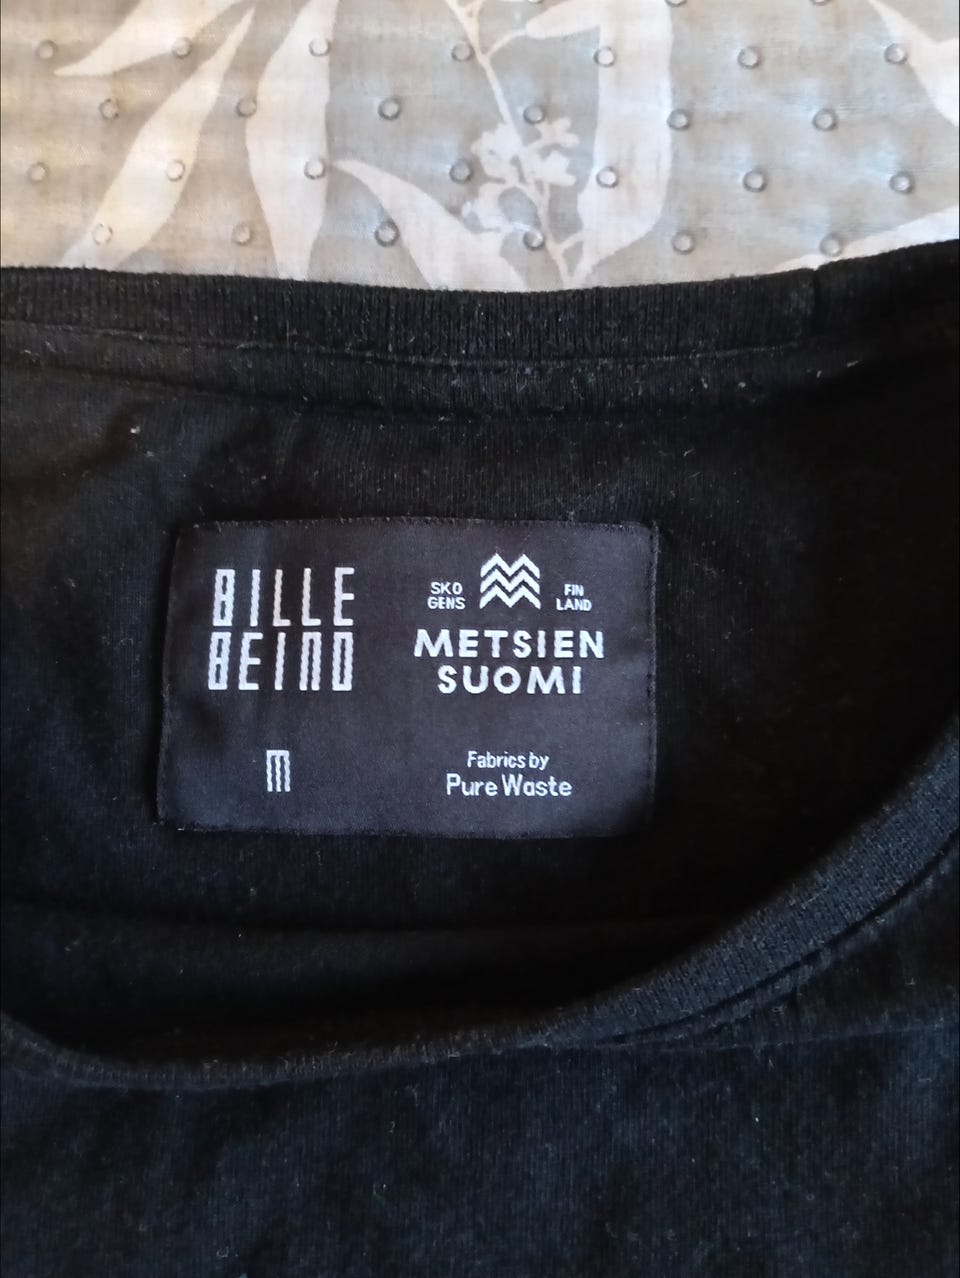 BILLE
BEINO
M
SKO
GENS
FIN
LAND
METSIEN
SUOMI
Fabrics by
Pure Waste